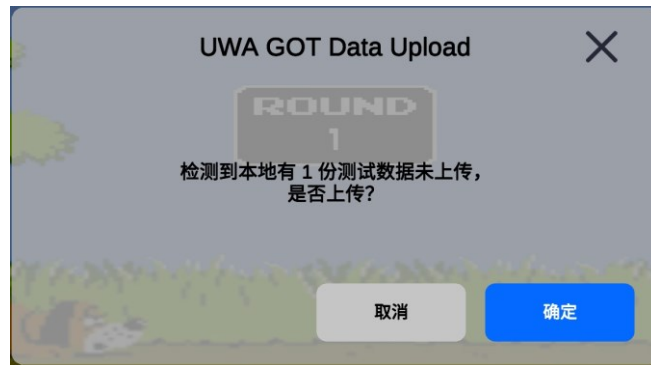 UWA GOT Data Upload
ROUND
1
检测到本地有 1 份测试数据未上传，
是否上传？
取消
确定